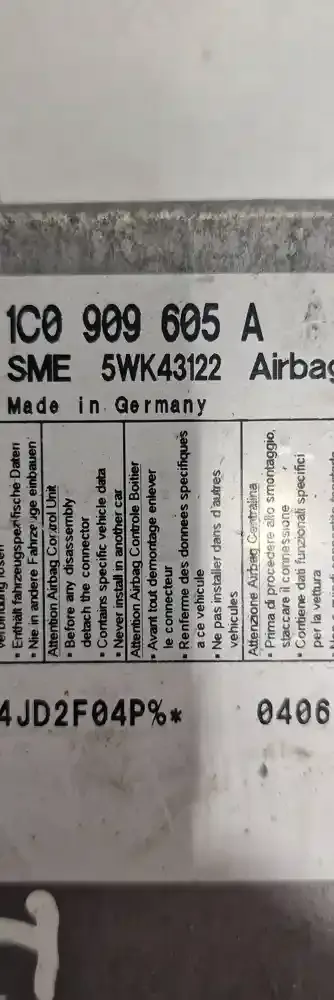 1C0 909 605 A
SME 5WK43122 Airbag
Made in Germany
• Enthält fahrzeugspezifische Daten
• Nie in andere Fahrzeuge einbauen
Attention Airbag Control Unit
• Before any disassembly
detach the connector
• Contains specific vehicle data
• Never install in another car
Attention Airbag Controle Boitier
• Avant tout demontage enlever
le connecteur
• Renferme des donnees specifiques
a ce vehicule
• Ne pas installer dans d'autres
vehicules
Attenzione Airbag Centralina
• Prima di procedere allo smontaggio,
staccare il connessione
• Contiene dati funzionali specifici
per la vettura
4JD2F04P%* 0406